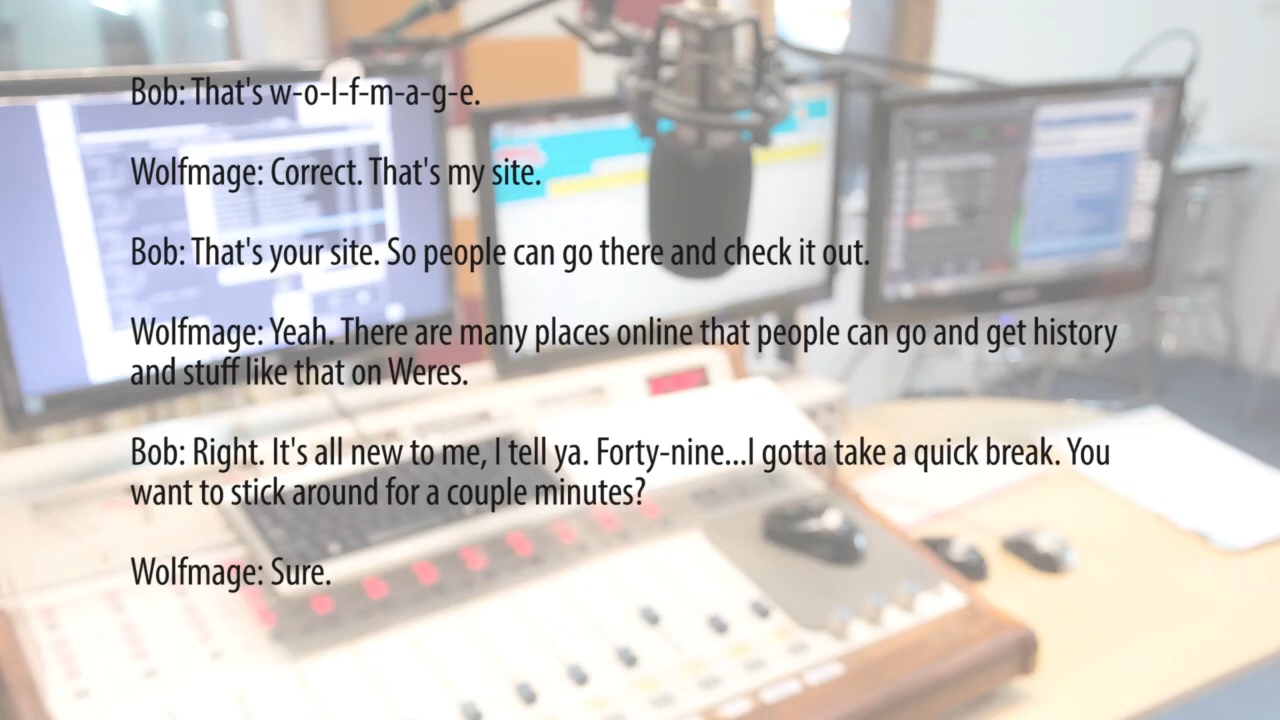 Bob: That's w-o-l-f-m-a-g-e.
Wolfmage: Correct. That's my site.
Bob: That's your site. So people can go there and check it out.
Wolfmage: Yeah. There are many places online that people can go and get history
and stuff like that on Weres.
Bob: Right. It's all new to me, I tell ya. Forty-nine...I gotta take a quick break. You
want to stick around for a couple minutes?
Wolfmage: Sure.